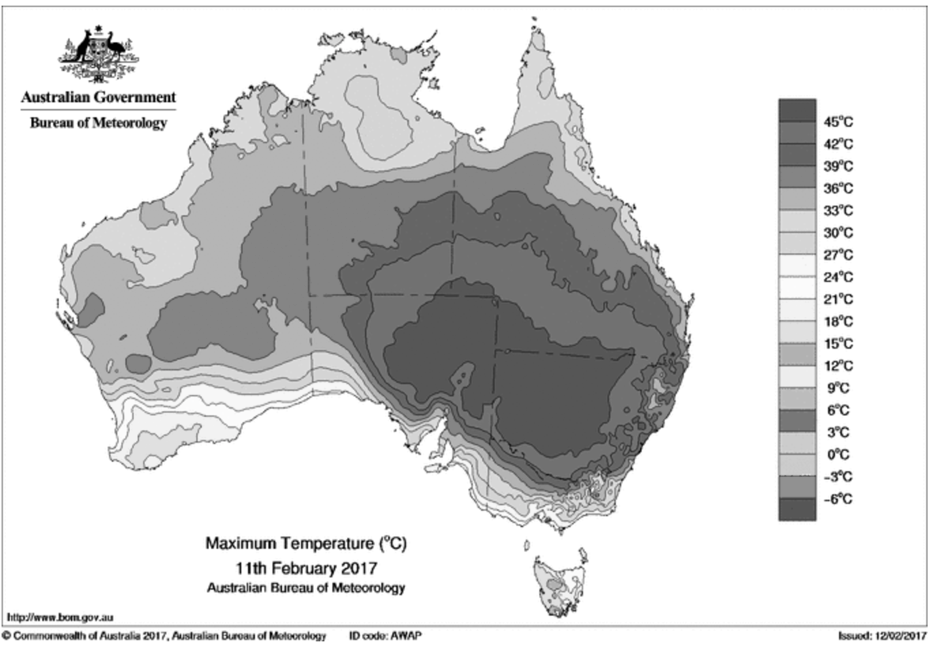 Australian Government
Bureau of Meteorology
45°C
42°C
39°C
36°C
33°C
30°C
27°C
24°C
21°C
18°C
15°C
12°C
9°C
6°C
3°C
0°C
-3°C
-6°C
Maximum Temperature (°C)
11th February 2017
Australian Bureau of Meteorology
http://www.bom.gov.au
© Commonwealth of Australia 2017, Australian Bureau of Meteorology ID code: AWAP Issued: 12/02/2017